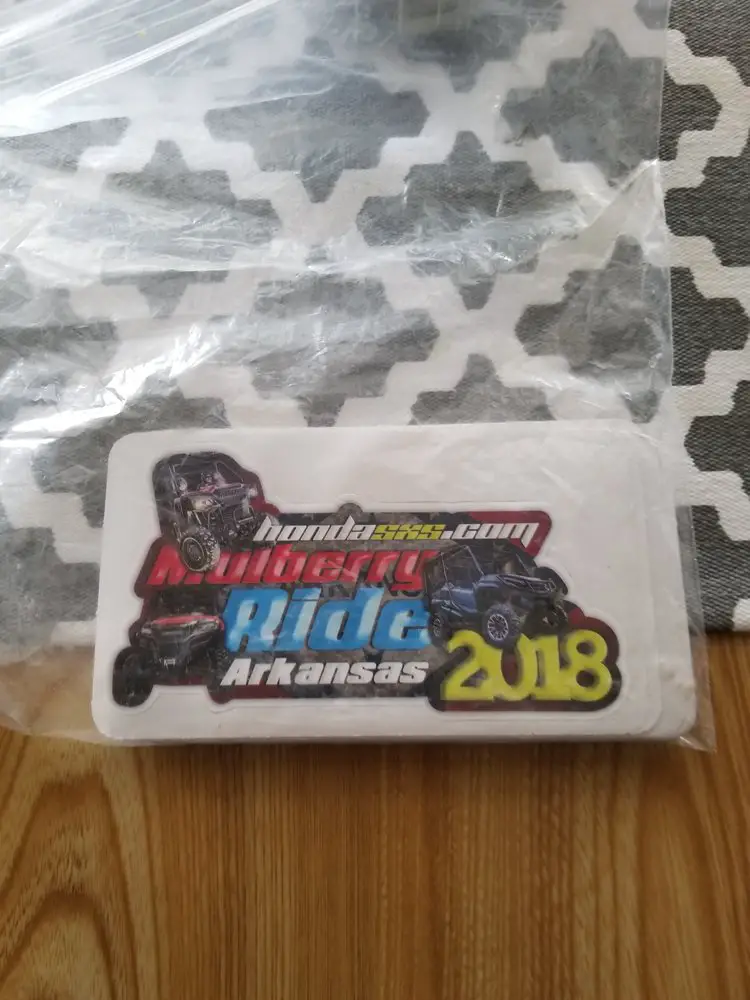 hondasxs.com
Mulberry
Ride
Arkansas
2018